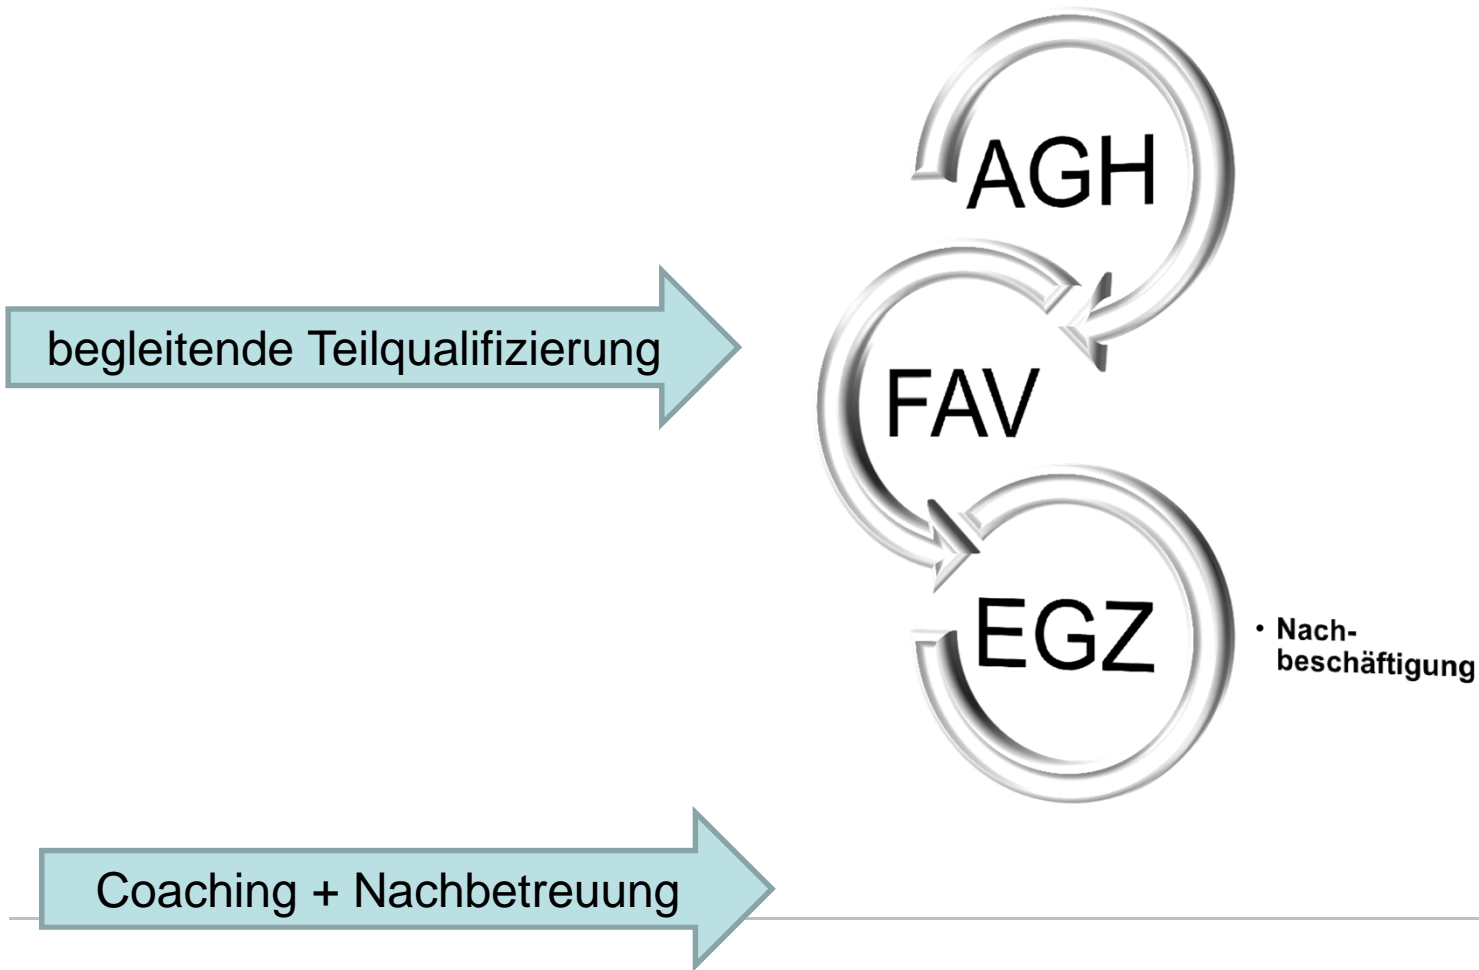 AGH
begleitende Teilqualifizierung
FAV
EGZ
• Nach-
beschäftigung
Coaching + Nachbetreuung